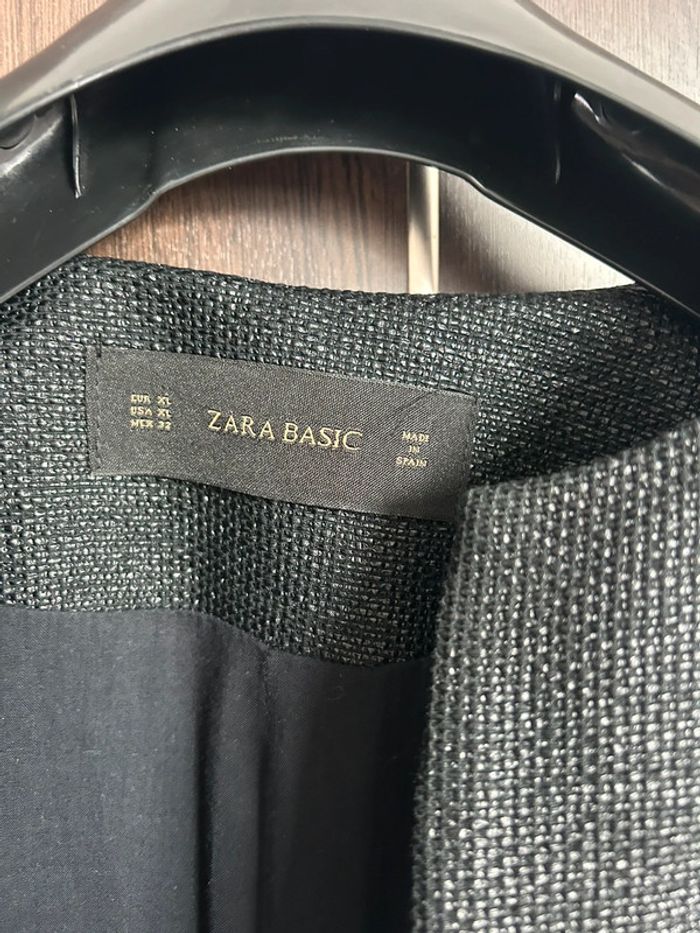 EUR XL
USA XL
MEX 32
ZARA BASIC
MADE
IN
SPAIN